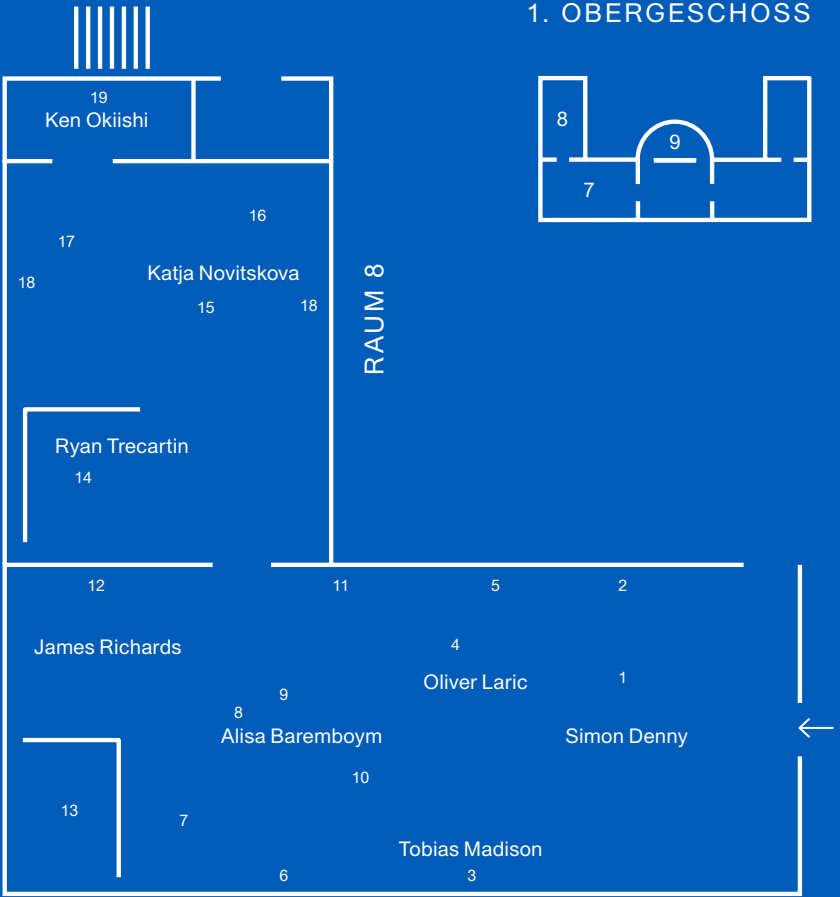 1. OBERGESCHOSS
8
9
7
19
Ken Okiishi
16
17
Katja Novitskova
18
15
18
RAUM 8
Ryan Trecartin
14
12
11
5
2
James Richards
4
Oliver Laric
1
9
8
Alisa Baremboym
Simon Denny
10
13
7
Tobias Madison
6
3